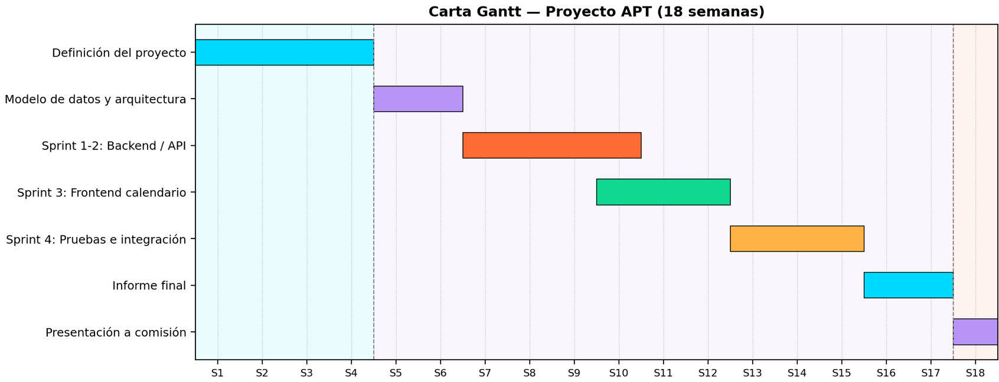 Carta Gantt — Proyecto APT (18 semanas)
Definición del proyecto
Modelo de datos y arquitectura
Sprint 1-2: Backend / API
Sprint 3: Frontend calendario
Sprint 4: Pruebas e integración
Informe final
Presentación a comisión
S1 S2 S3 S4 S5 S6 S7 S8 S9 S10 S11 S12 S13 S14 S15 S16 S17 S18